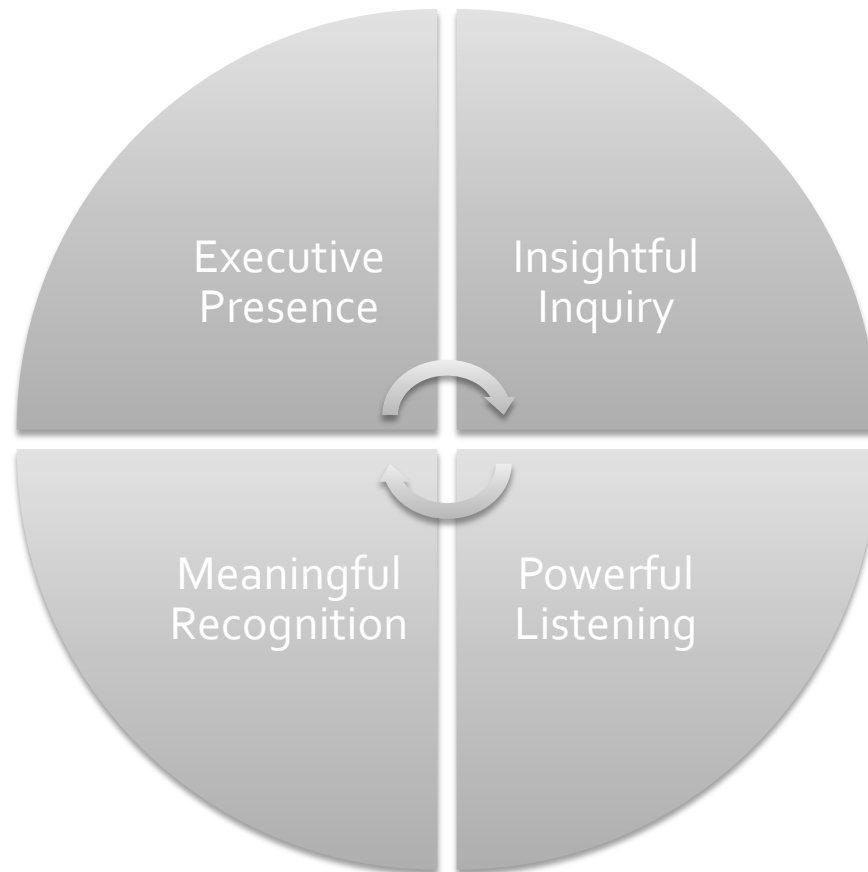 Executive
Presence
Insightful
Inquiry
Meaningful
Recognition
Powerful
Listening